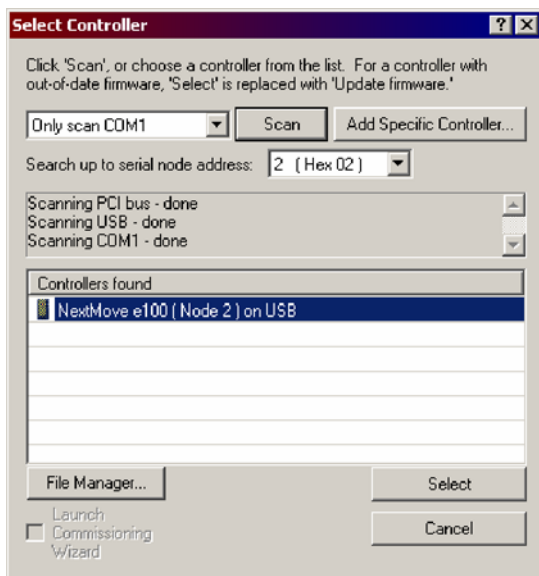 Select Controller
Click 'Scan', or choose a controller from the list. For a controller with
out-of-date firmware, 'Select' is replaced with 'Update firmware.'
Only scan COM1 Scan Add Specific Controller...
Search up to serial node address: 2 ( Hex 02 )
Scanning PCI bus - done
Scanning USB - done
Scanning COM1 - done
Controllers found
NextMove e100 ( Node 2 ) on USB
File Manager... Select
Launch
Commissioning
Wizard
Cancel